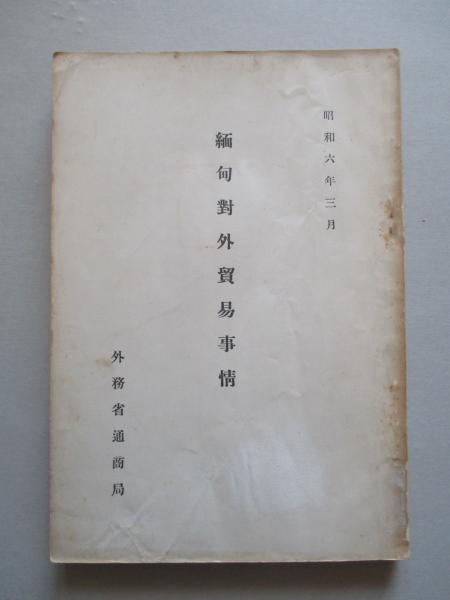 昭和六年三月
緬甸對外貿易事情
外務省通商局